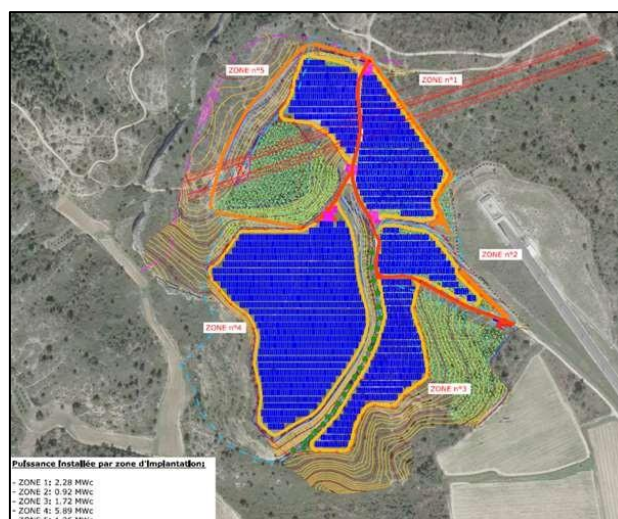 ZONE n°5
ZONE n°1
ZONE n°2
ZONE n°4
ZONE n°3
Puissance installée par zone d'implantation:
- ZONE 1: 2.28 MWc
- ZONE 2: 0.92 MWc
- ZONE 3: 1.72 MWc
- ZONE 4: 5.89 MWc